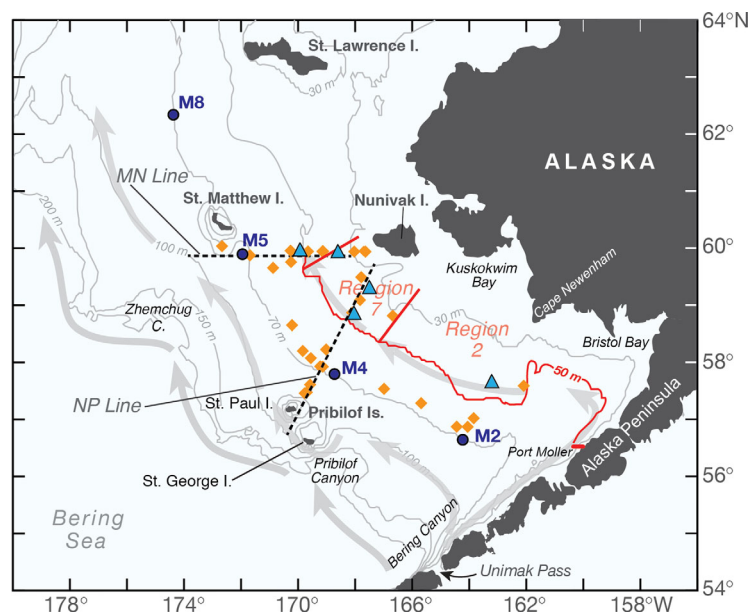 64°N
St. Lawrence I.
30 m
M8
62°
ALASKA
MN Line
St. Matthew I.
Nunivak I.
200 m
M5
60°
100 m
Kuskokwim
Bay
Cape Newenham
Region
7
Zhemchug
C.
150 m
70 m
30 m
Region
2
Bristol Bay
58°
50 m
M4
NP Line
St. Paul I.
Pribilof Is.
M2
Port Moller
Alaska Peninsula
St. George I.
Pribilof
Canyon
100 m
56°
Bering
Sea
Bering Canyon
Unimak Pass
54°
178°
174°
170°
166°
162°
158°W